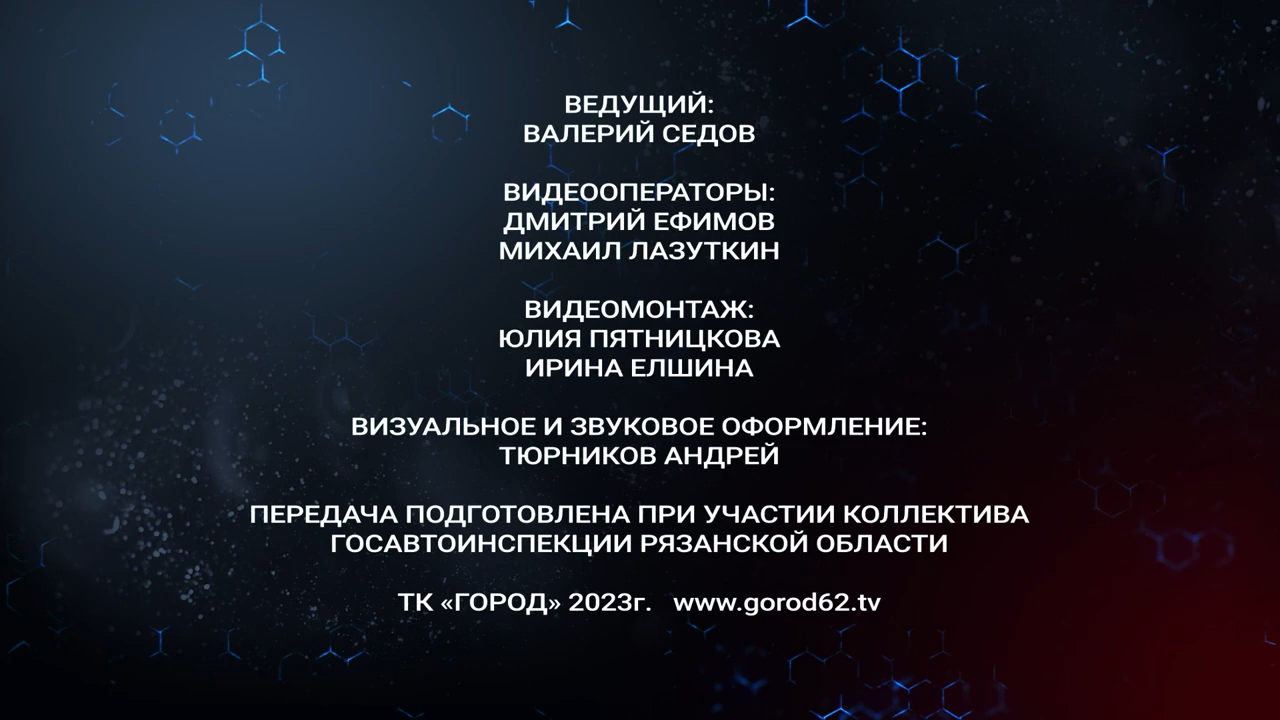 ВЕДУЩИЙ:
ВАЛЕРИЙ СЕДОВ
ВИДЕООПЕРАТОРЫ:
ДМИТРИЙ ЕФИМОВ
МИХАИЛ ЛАЗУТКИН
ВИДЕОМОНТАЖ:
ЮЛИЯ ПЯТНИЦКОВА
ИРИНА ЕЛШИНА
ВИЗУАЛЬНОЕ И ЗВУКОВОЕ ОФОРМЛЕНИЕ:
ТЮРНИКОВ АНДРЕЙ
ПЕРЕДАЧА ПОДГОТОВЛЕНА ПРИ УЧАСТИИ КОЛЛЕКТИВА
ГОСАВТОИНСПЕКЦИИ РЯЗАНСКОЙ ОБЛАСТИ
ТК «ГОРОД» 2023г. www.gorod62.tv